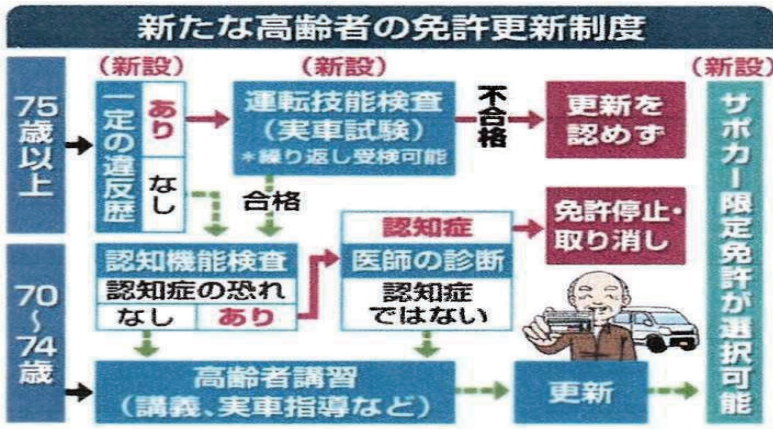 新たな高齢者の免許更新制度
(新設)
(新設)
(新設)
75歳以上
一定の違反歴
あり
なし
運転技能検査
(実車試験)
*繰り返し受検可能
不合格
更新を
認めず
合格
認知機能検査
認知症の恐れ
なし
あり
認知症
医師の診断
認知症
ではない
免許停止・
取り消し
70〜74歳
高齢者講習
(講義、実車指導など)
更新
サポカー限定免許が選択可能